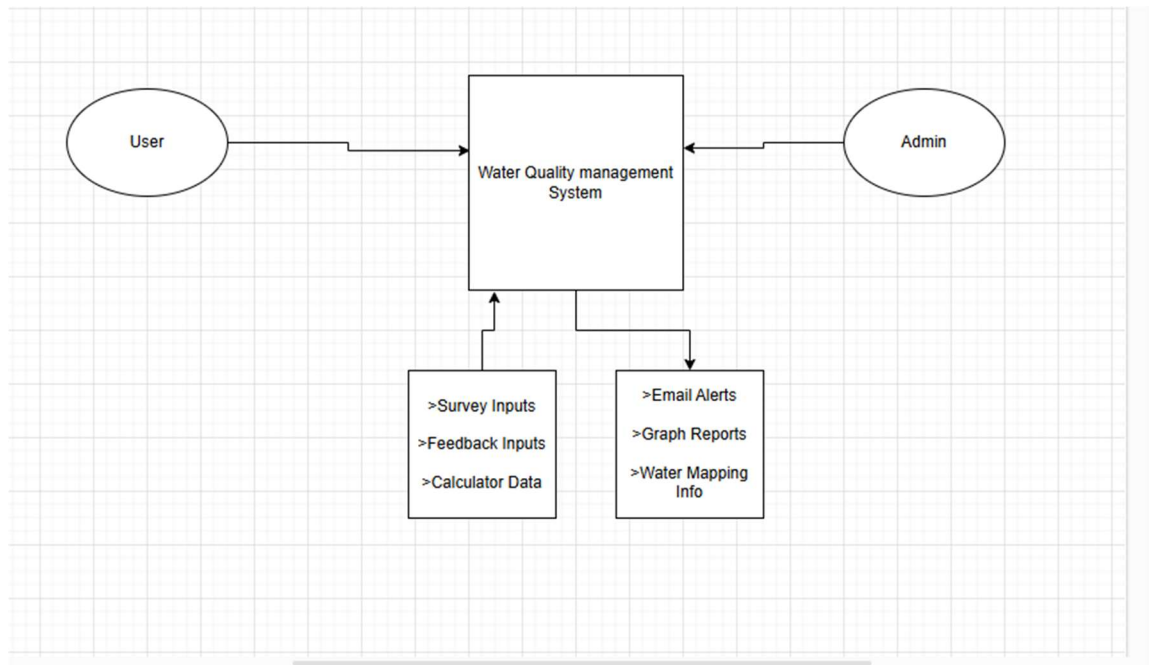 User
Water Quality management
System
Admin
>Survey Inputs
>Feedback Inputs
>Calculator Data
>Email Alerts
>Graph Reports
>Water Mapping
Info